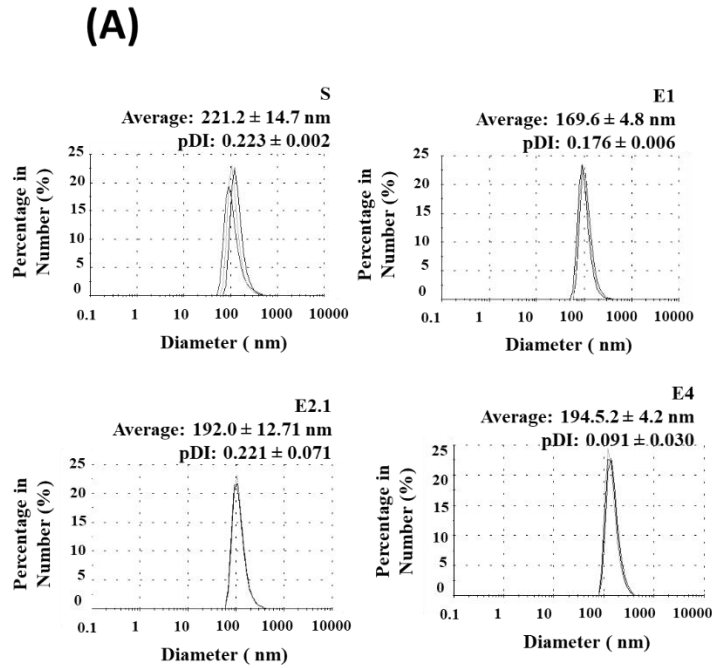 (A)
S
Average: 221.2 ± 14.7 nm
pDI: 0.223 ± 0.002
Percentage in
Number (%)
25
20
15
10
5
0
0.1 1 10 100 1000 10000
Diameter ( nm)
E1
Average: 169.6 ± 4.8 nm
pDI: 0.176 ± 0.006
Percentage in
Number (%)
25
20
15
10
5
0
0.1 1 10 100 1000 10000
Diameter ( nm)
E2.1
Average: 192.0 ± 12.71 nm
pDI: 0.221 ± 0.071
Percentage in
Number (%)
25
20
15
10
5
0
0.1 1 10 100 1000 10000
Diameter ( nm)
E4
Average: 194.5.2 ± 4.2 nm
pDI: 0.091 ± 0.030
Percentage in
Number (%)
25
20
15
10
5
0
0.1 1 10 100 1000 10000
Diameter ( nm)